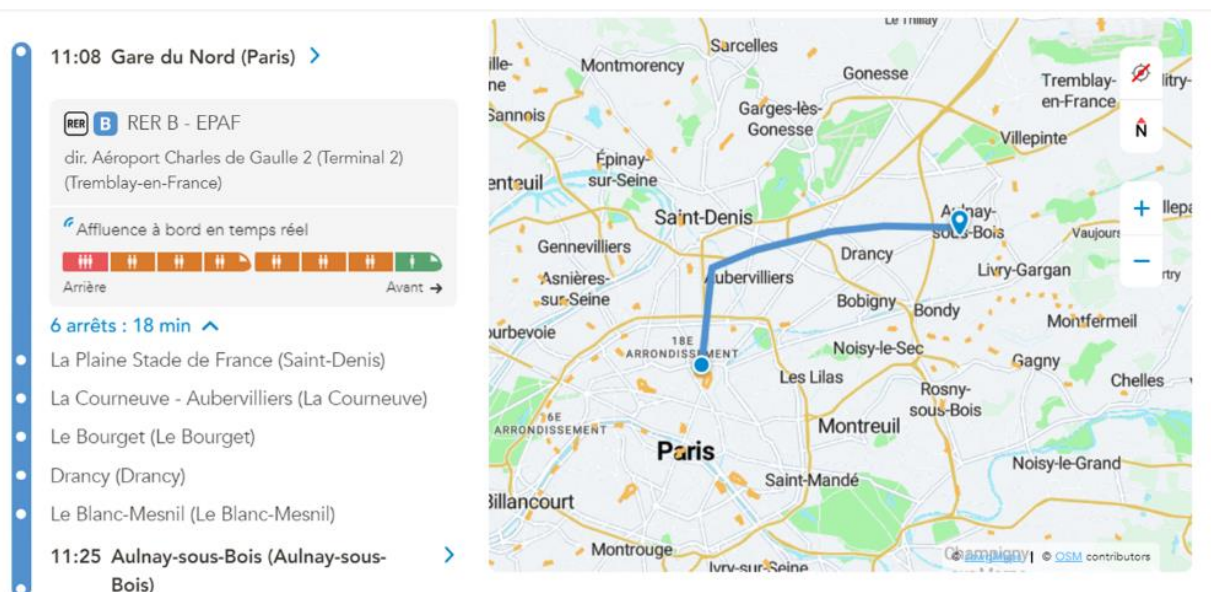 11:08 Gare du Nord (Paris)
RER B RER B - EPAF
dir. Aéroport Charles de Gaulle 2 (Terminal 2)
(Tremblay-en-France)
Affluence à bord en temps réel
Arrière Avant →
6 arrêts : 18 min
La Plaine Stade de France (Saint-Denis)
La Courneuve - Aubervilliers (La Courneuve)
Le Bourget (Le Bourget)
Drancy (Drancy)
Le Blanc-Mesnil (Le Blanc-Mesnil)
11:25 Aulnay-sous-Bois (Aulnay-sous-
Bois)
Sarcelles
Montmorency
Gonesse
Tremblay-
en-France
Sannois
Garges-lès-
Gonesse
N
Villepinte
Épinay-
sur-Seine
Saint-Denis
Aulnay-
sous-Bois
+
Vaujours
Gennevilliers
Drancy
−
Livry-Gargan
Asnières-
sur-Seine
Aubervilliers
Bobigny
Bondy
Montfermeil
18E
ARRONDISSEMENT
Noisy-le-Sec
Gagny
Les Lilas
Chelles
Rosny-
sous-Bois
16E
ARRONDISSEMENT
Montreuil
Paris
Noisy-le-Grand
Saint-Mandé
Billancourt
Montrouge
Ivry-sur-Seine
© OSM contributors